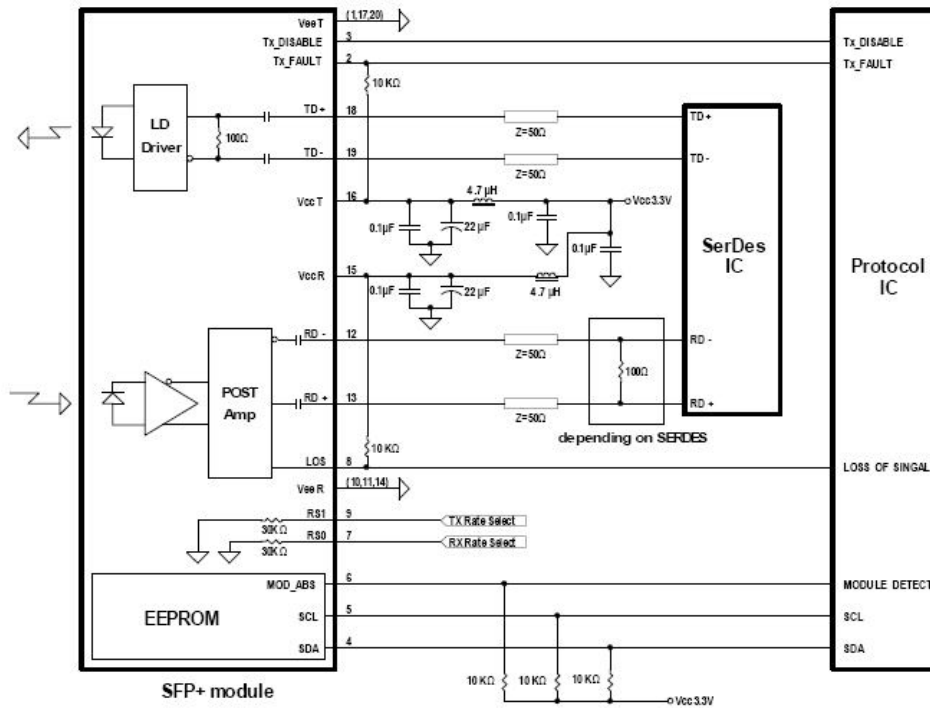 VeeT (1,17,20)
Tx_DISABLE 3 Tx_DISABLE
Tx_FAULT 2 Tx_FAULT
10 KΩ
LD
Driver
100Ω
TD+ 18 Z=50Ω TD+
TD- 19 Z=50Ω TD-
VccT 16
0.1µF
22 µF
4.7 µH
0.1µF
Vcc3.3V
0.1µF
VccR 15
0.1µF
22 µF
4.7 µH
SerDes
IC
Protocol
IC
RD - 12 Z=50Ω RD -
100Ω
POST
Amp
RD + 13 Z=50Ω RD +
depending on SERDES
10 KΩ
LOS 8 LOSS OF SINGAL
VeeR (10,11,14)
RS1 9 TX Rate Select
30KΩ
RS0 7 RX Rate Select
30KΩ
EEPROM
MOD_ABS 6 MODULE DETECT
SCL 5 SCL
SDA 4 SDA
10 KΩ 10 KΩ 10 KΩ
Vcc3.3V
SFP+ module